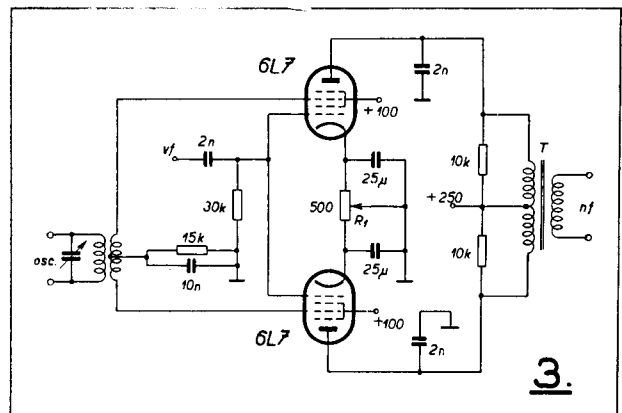 6L7
2n
+100
2n
vf
T
10k
25µ
30k
500
R1
+250
nf
15k
osc.
25µ
10k
10n
+100
6L7
2n
3.